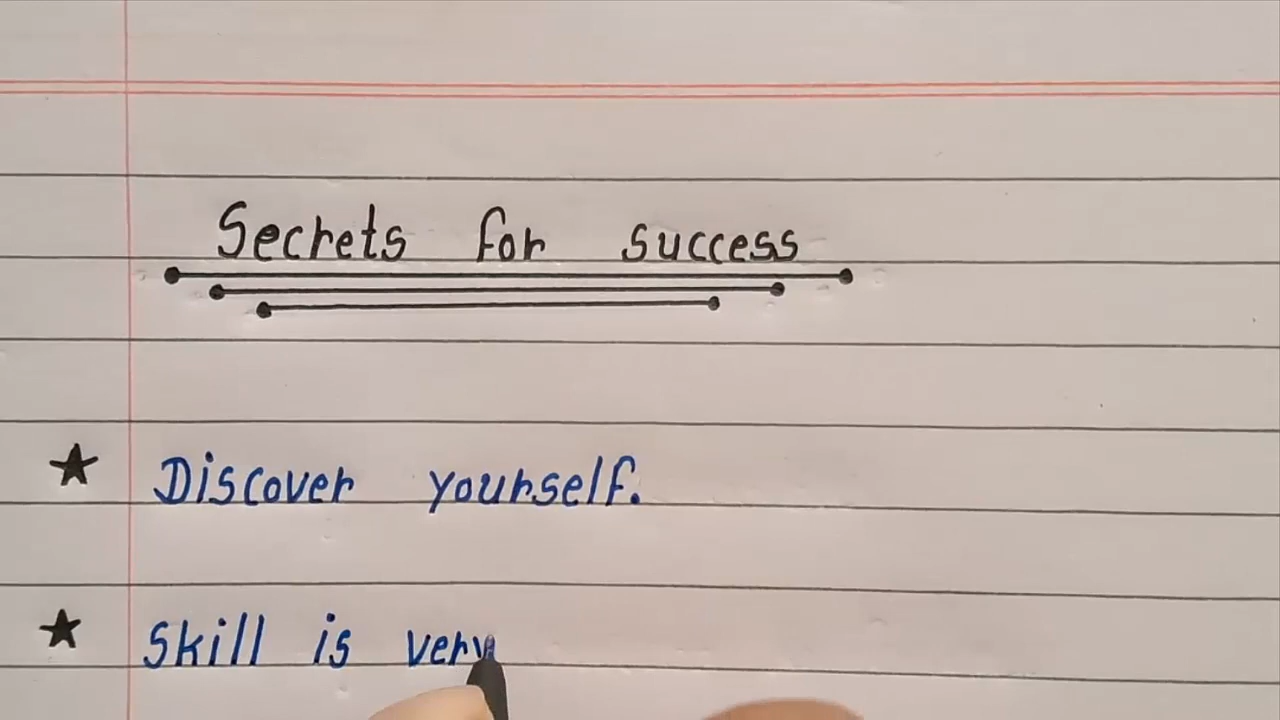 Secrets for success
★ Discover yourself.
★ Skill is very